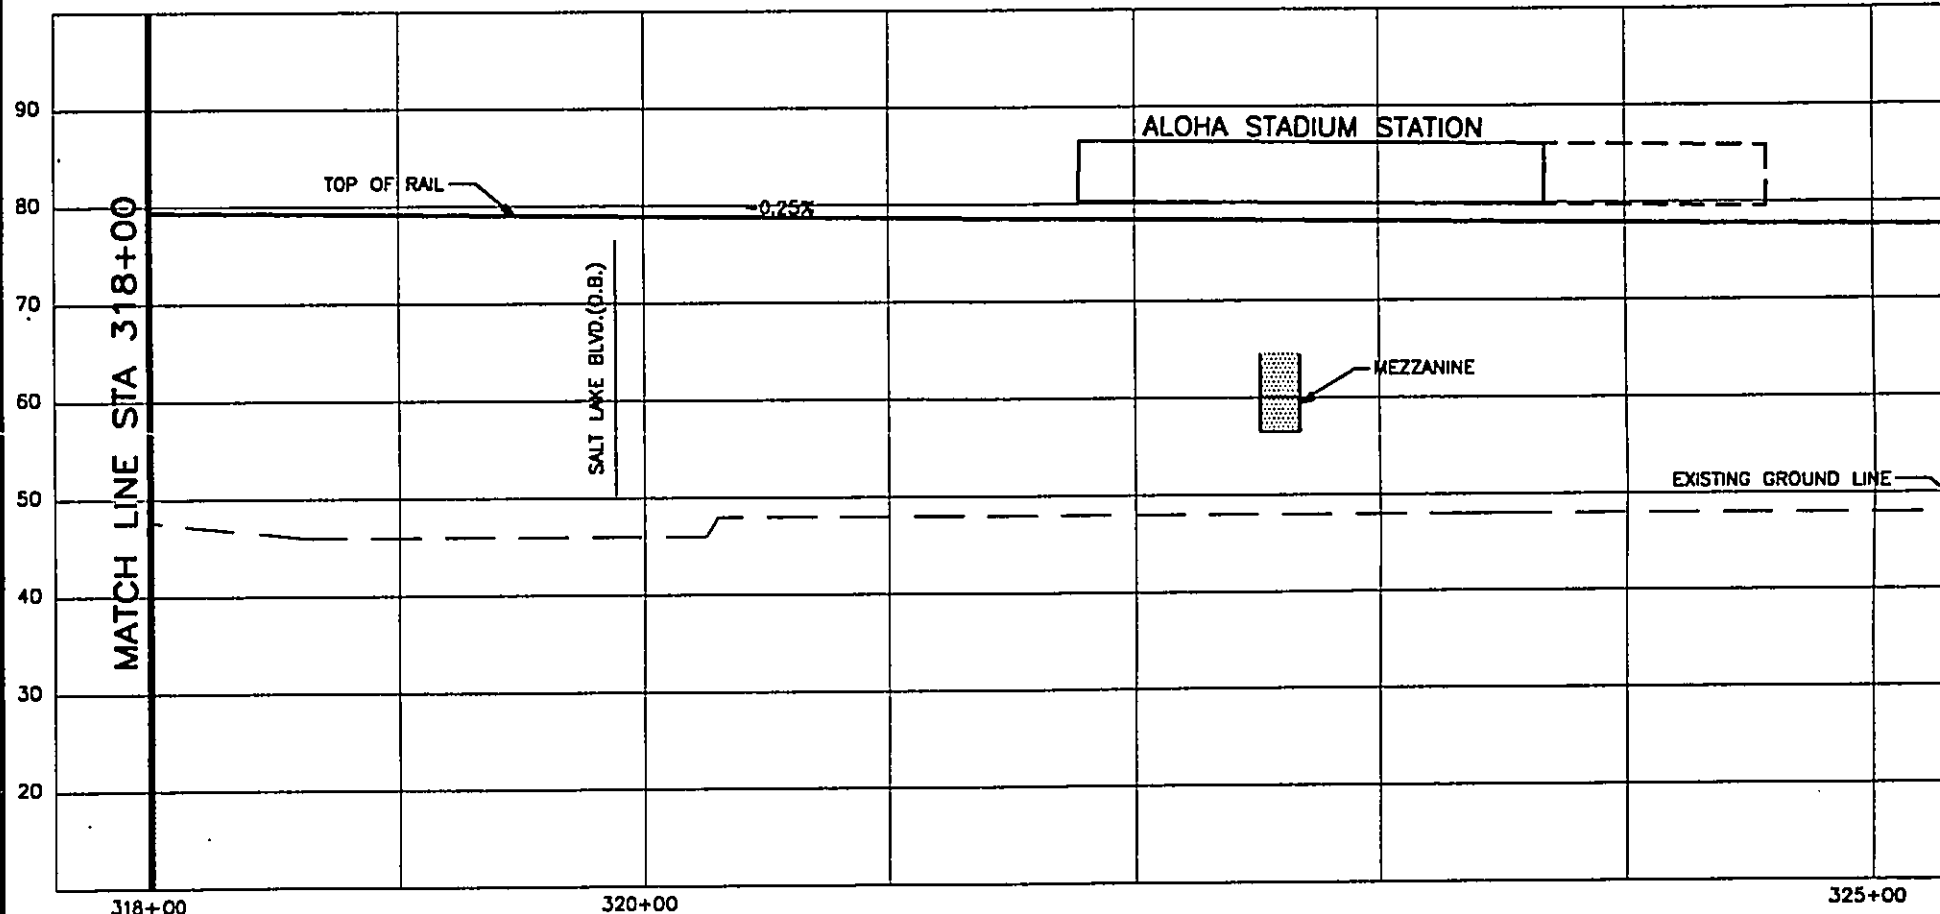 90
ALOHA STADIUM STATION
TOP OF RAIL
80
-0.25%
MATCH LINE STA 318+00
SALT LAKE BLVD.(O.B.)
70
MEZZANINE
60
EXISTING GROUND LINE
50
40
30
20
318+00
320+00
325+00